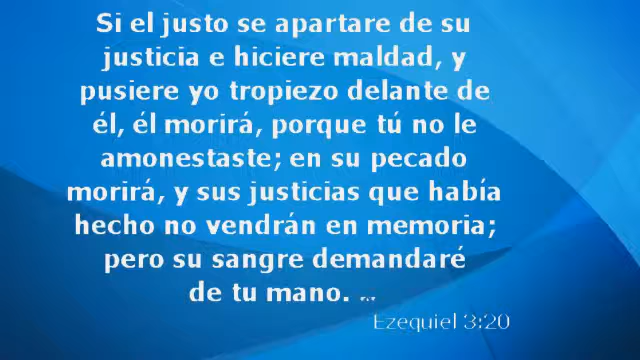 Si el justo se apartare de su
justicia e hiciere maldad, y
pusiere yo tropiezo delante de
él, él morirá, porque tú no le
amonestaste; en su pecado
morirá, y sus justicias que había
hecho no vendrán en memoria;
pero su sangre demandaré
de tu mano. ...
Ezequiel 3:20